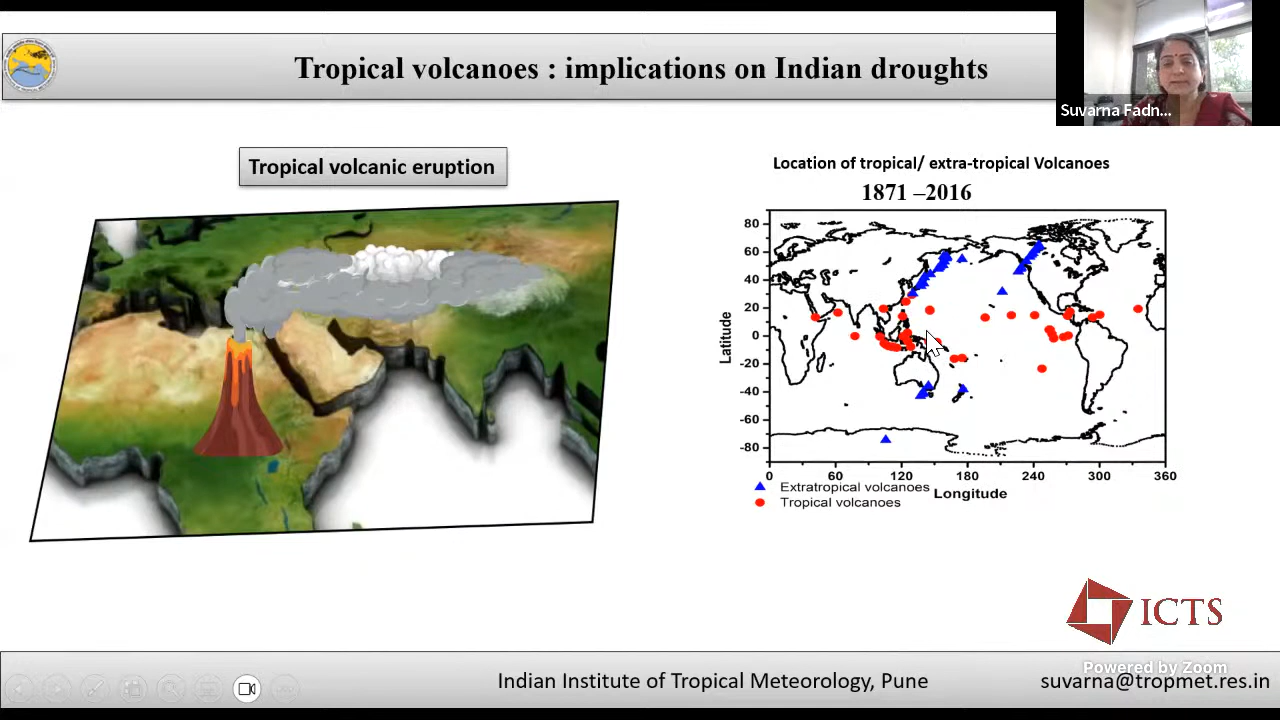 Tropical volcanoes : implications on Indian droughts
Suvarna Fadn...
Tropical volcanic eruption
Location of tropical/ extra-tropical Volcanoes
1871 –2016
80
60
40
20
0
-20
-40
-60
-80
Latitude
0 60 120 180 240 300 360
Longitude
Extratropical volcanoes
Tropical volcanoes
ICTS
Powered by Zoom
Indian Institute of Tropical Meteorology, Pune
suvarna@tropmet.res.in